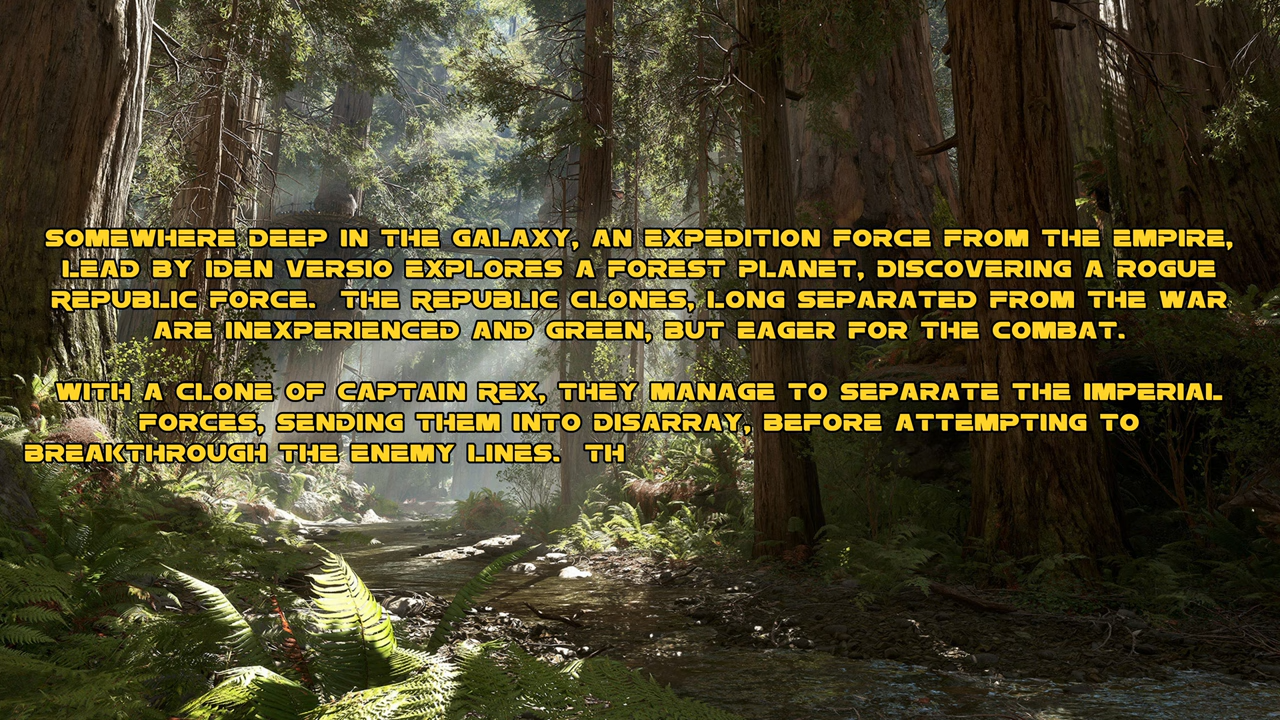 SOMEWHERE DEEP IN THE GALAXY, AN EXPEDITION FORCE FROM THE EMPIRE,
LEAD BY IDEN VERSIO EXPLORES A FOREST PLANET, DISCOVERING A ROGUE
REPUBLIC FORCE.  THE REPUBLIC CLONES, LONG SEPARATED FROM THE WAR
ARE INEXPERIENCED AND GREEN, BUT EAGER FOR THE COMBAT.
WITH A CLONE OF CAPTAIN REX, THEY MANAGE TO SEPARATE THE IMPERIAL
FORCES, SENDING THEM INTO DISARRAY, BEFORE ATTEMPTING TO
BREAKTHROUGH THE ENEMY LINES.  TH